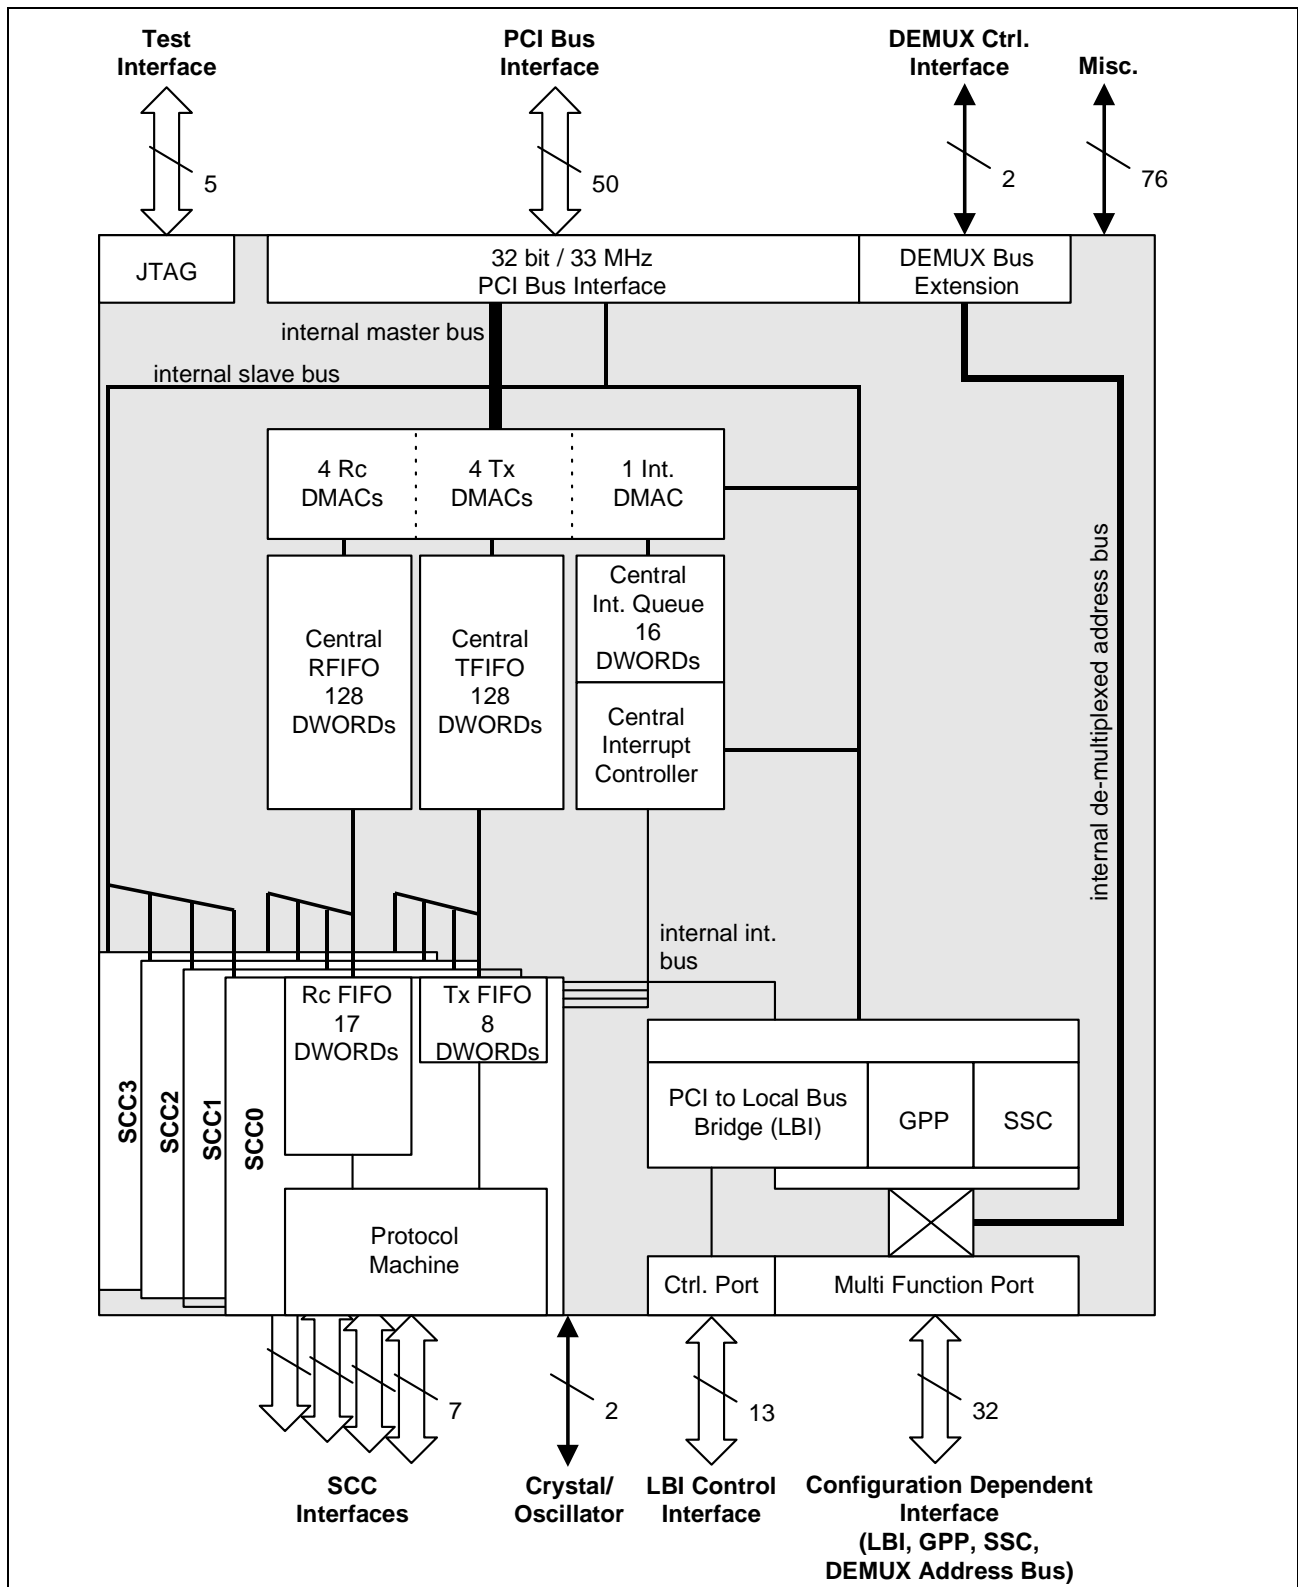 Test
Interface
PCI Bus
Interface
DEMUX Ctrl.
Interface
Misc.
5
50
2
76
JTAG
32 bit / 33 MHz
PCI Bus Interface
DEMUX Bus
Extension
internal master bus
internal slave bus
4 Rc
DMACs
4 Tx
DMACs
1 Int.
DMAC
Central
RFIFO
128
DWORDs
Central
TFIFO
128
DWORDs
Central
Int. Queue
16
DWORDs
Central
Interrupt
Controller
internal de-multiplexed address bus
internal int.
bus
SCC3
SCC2
SCC1
SCC0
Rc FIFO
17
DWORDs
Tx FIFO
8
DWORDs
PCI to Local Bus
Bridge (LBI)
GPP
SSC
Protocol
Machine
Ctrl. Port
Multi Function Port
7
2
13
32
SCC
Interfaces
Crystal/
Oscillator
LBI Control
Interface
Configuration Dependent
Interface
(LBI, GPP, SSC,
DEMUX Address Bus)